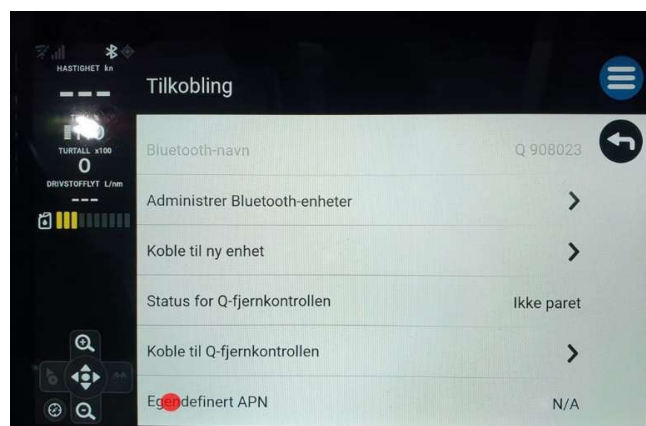 HASTIGHET kn
---
Tilkobling
TURTALL x100
0
DRIVSTOFFLYT L/nm
---
Bluetooth-navn Q 908023
Administrer Bluetooth-enheter
Koble til ny enhet
Status for Q-fjernkontrollen Ikke paret
Koble til Q-fjernkontrollen
Egendefinert APN N/A